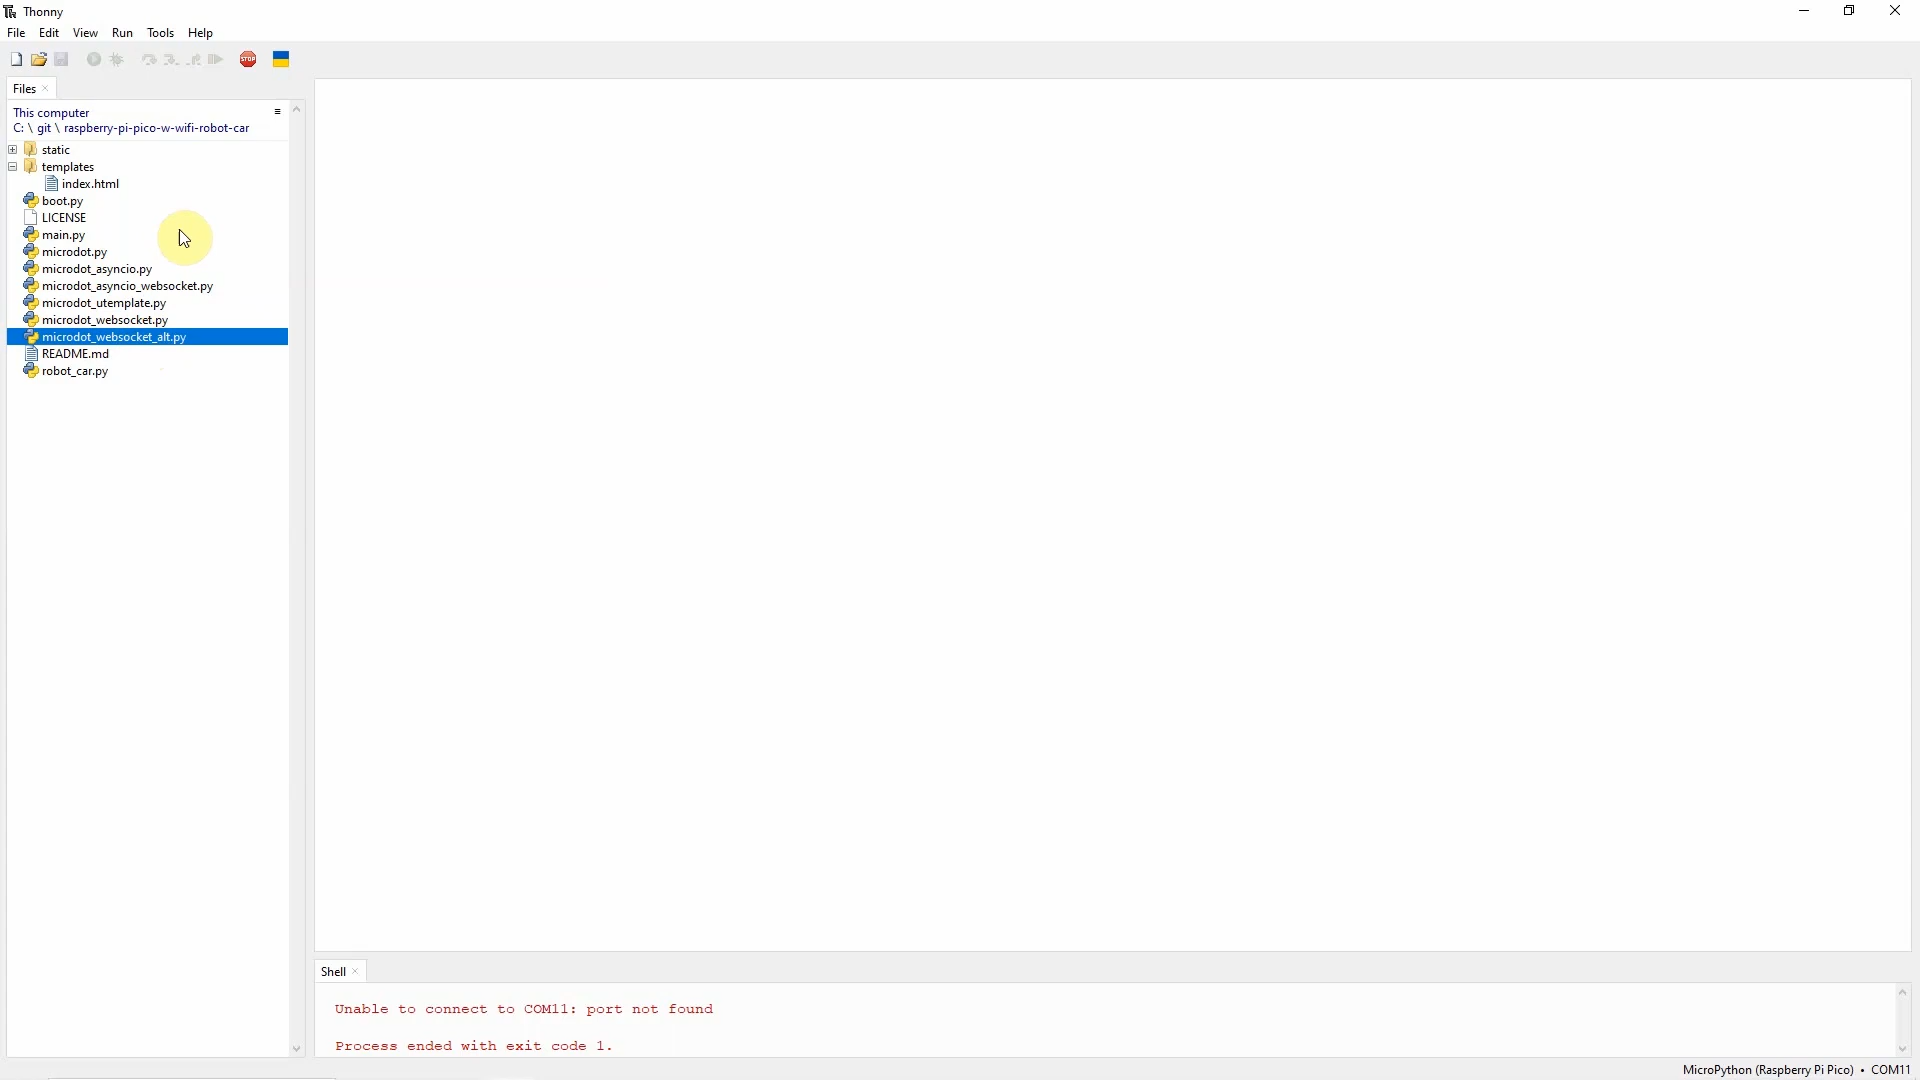 Thonny
File Edit View Run Tools Help
STOP
Files
This computer
C: \ git \ raspberry-pi-pico-w-wifi-robot-car
static
templates
index.html
boot.py
LICENSE
main.py
microdot.py
microdot_asyncio.py
microdot_asyncio_websocket.py
microdot_utemplate.py
microdot_websocket.py
microdot_websocket_alt.py
README.md
robot_car.py
Shell
Unable to connect to COM11: port not found
Process ended with exit code 1.
MicroPython (Raspberry Pi Pico) • COM11